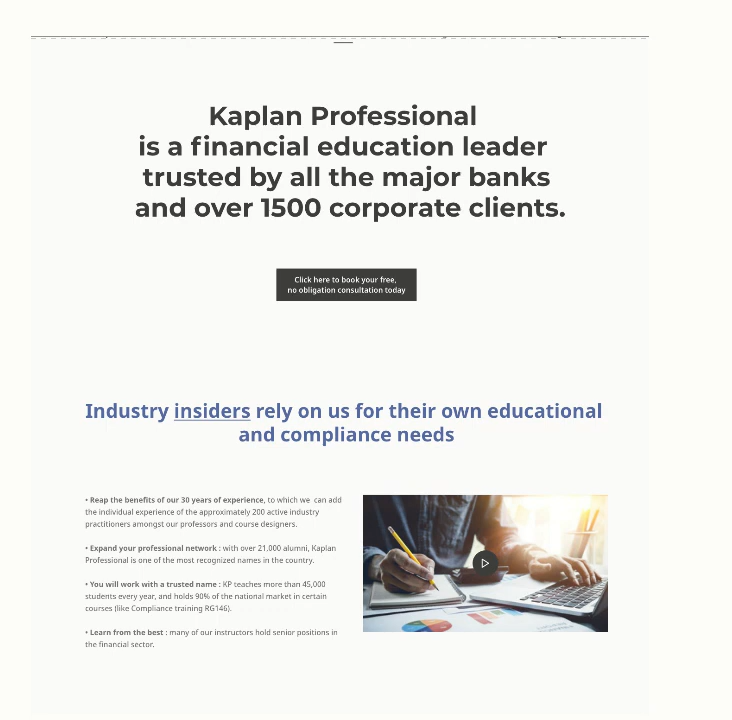 Kaplan Professional
is a financial education leader
trusted by all the major banks
and over 1500 corporate clients.
Click here to book your free,
no obligation consultation today
Industry insiders rely on us for their own educational
and compliance needs
• Reap the benefits of our 30 years of experience, to which we can add
the individual experience of the approximately 200 active industry
practitioners amongst our professors and course designers.
• Expand your professional network : with over 21,000 alumni, Kaplan
Professional is one of the most recognized names in the country.
• You will work with a trusted name : KP teaches more than 45,000
students every year, and holds 90% of the national market in certain
courses (like Compliance training RG146).
• Learn from the best : many of our instructors hold senior positions in
the financial sector.